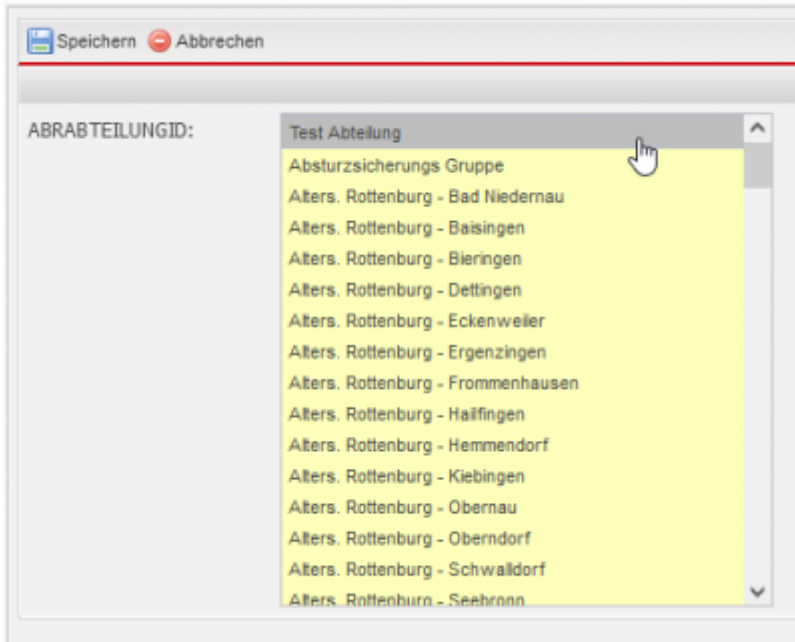 Speichern Abbrechen
ABRABTEILUNGID:
Test Abteilung
Absturzsicherungs Gruppe
Alters. Rottenburg - Bad Niedernau
Alters. Rottenburg - Baisingen
Alters. Rottenburg - Bieringen
Alters. Rottenburg - Dettingen
Alters. Rottenburg - Eckenweiler
Alters. Rottenburg - Ergenzingen
Alters. Rottenburg - Frommenhausen
Alters. Rottenburg - Hailfingen
Alters. Rottenburg - Hemmendorf
Alters. Rottenburg - Kiebingen
Alters. Rottenburg - Obernau
Alters. Rottenburg - Oberndorf
Alters. Rottenburg - Schwalldorf
Alters. Rottenburg - Seebronn